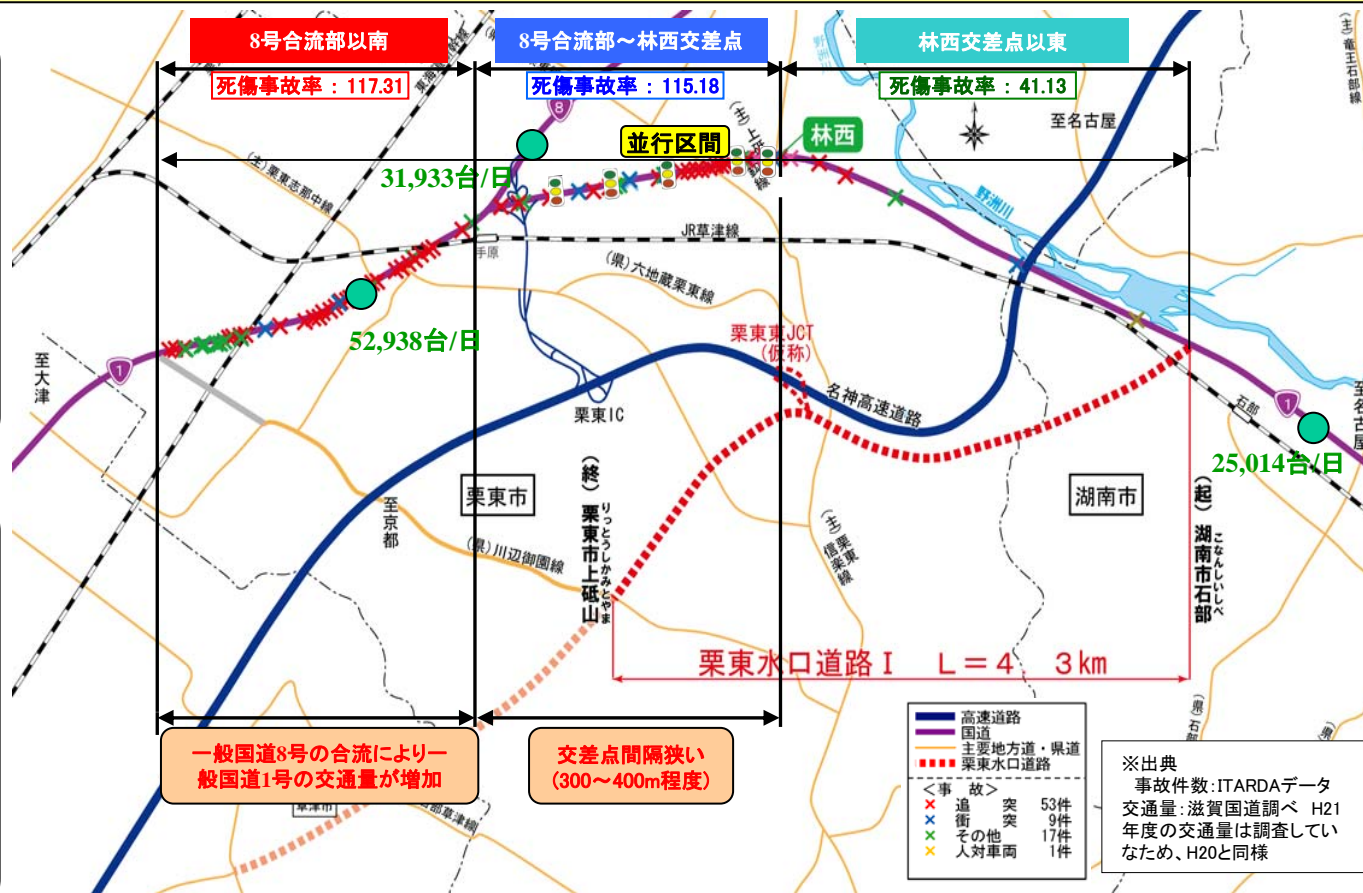 8号合流部以南
8号合流部～林西交差点
林西交差点以東
死傷事故率：117.31
死傷事故率：115.18
死傷事故率：41.13
(主)竜王石部線
野洲川
8
至名古屋
並行区間
林西
31,933台/日
(主)栗東志那中線
野洲川
JR草津線
手原
(県)六地蔵栗東線
52,938台/日
栗東東JCT
(仮称)
至大津
1
名神高速道路
栗東IC
石部
1
至名古屋
25,014台/日
栗東市
湖南市
至京都
(終)栗東市上砥山
りっとうしかみとやま
(起)湖南市石部
こなんしいしべ
(主)栗東信楽線
(県)川辺御園線
栗東水口道路Ⅰ　Ｌ＝４．３km
一般国道8号の合流により一
般国道1号の交通量が増加
交差点間隔狭い
(300～400m程度)
草津市
高速道路
国道
主要地方道・県道
栗東水口道路
＜事　故＞
× 追　突 53件
× 衝　突 9件
× その他 17件
× 人対車両 1件
※出典
事故件数：ITARDAデータ
交通量：滋賀国道調べ H21
年度の交通量は調査してい
なため、H20と同様